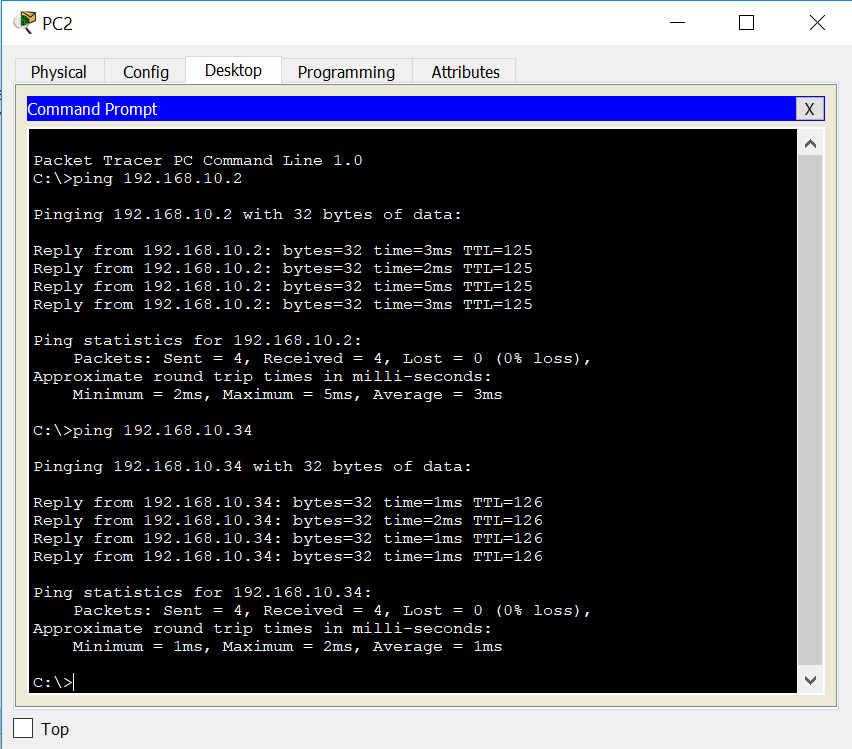 PC2
Physical Config Desktop Programming Attributes
Command Prompt X
Packet Tracer PC Command Line 1.0
C:\>ping 192.168.10.2
Pinging 192.168.10.2 with 32 bytes of data:
Reply from 192.168.10.2: bytes=32 time=3ms TTL=125
Reply from 192.168.10.2: bytes=32 time=2ms TTL=125
Reply from 192.168.10.2: bytes=32 time=5ms TTL=125
Reply from 192.168.10.2: bytes=32 time=3ms TTL=125
Ping statistics for 192.168.10.2:
Packets: Sent = 4, Received = 4, Lost = 0 (0% loss),
Approximate round trip times in milli-seconds:
Minimum = 2ms, Maximum = 5ms, Average = 3ms
C:\>ping 192.168.10.34
Pinging 192.168.10.34 with 32 bytes of data:
Reply from 192.168.10.34: bytes=32 time=1ms TTL=126
Reply from 192.168.10.34: bytes=32 time=2ms TTL=126
Reply from 192.168.10.34: bytes=32 time=1ms TTL=126
Reply from 192.168.10.34: bytes=32 time=1ms TTL=126
Ping statistics for 192.168.10.34:
Packets: Sent = 4, Received = 4, Lost = 0 (0% loss),
Approximate round trip times in milli-seconds:
Minimum = 1ms, Maximum = 2ms, Average = 1ms
C:\>
Top